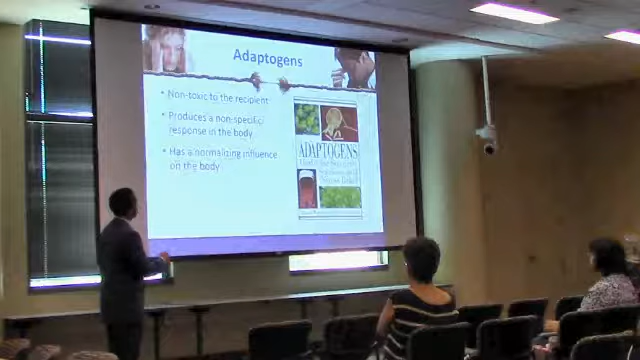 Adaptogens
• Non-toxic to the recipient
• Produces a non-specific
response in the body
• Has a normalizing influence
on the body
ADAPTOGENS